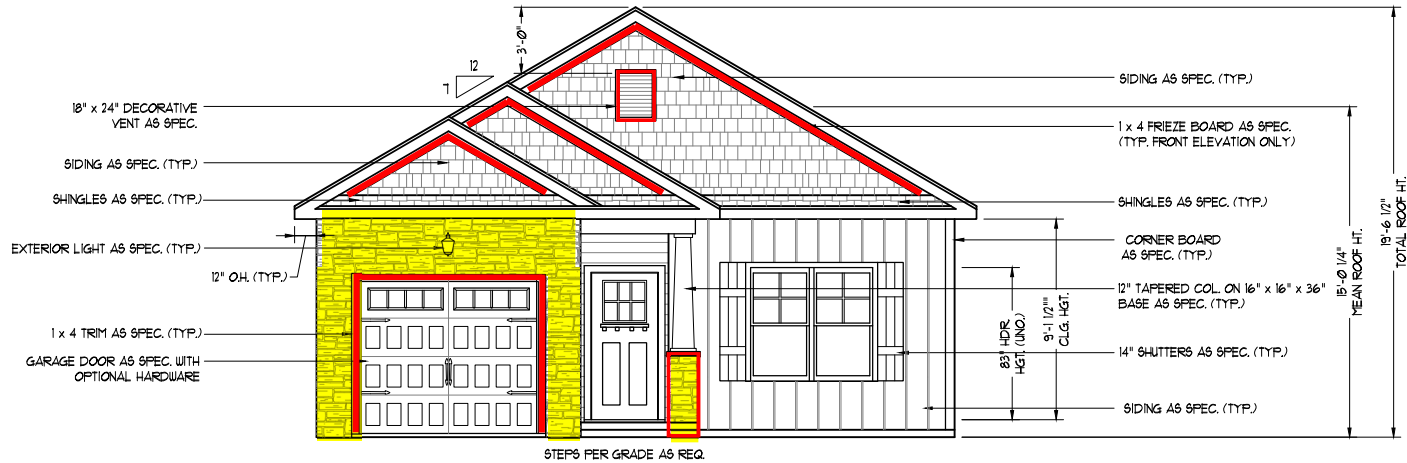 3'-0"
12
7
18" x 24" DECORATIVE
VENT AS SPEC.
SIDING AS SPEC. (TYP.)
SHINGLES AS SPEC. (TYP.)
EXTERIOR LIGHT AS SPEC. (TYP.)
12" O.H. (TYP.)
1 x 4 TRIM AS SPEC. (TYP.)
GARAGE DOOR AS SPEC. WITH
OPTIONAL HARDWARE
STEPS PER GRADE AS REQ.
SIDING AS SPEC. (TYP.)
1 x 4 FRIEZE BOARD AS SPEC.
(TYP. FRONT ELEVATION ONLY)
SHINGLES AS SPEC. (TYP.)
CORNER BOARD
AS SPEC. (TYP.)
12" TAPERED COL. ON 16" x 16" x 36"
BASE AS SPEC. (TYP.)
14" SHUTTERS AS SPEC. (TYP.)
SIDING AS SPEC. (TYP.)
83" HDR
HGT. (UNO.)
9'-1 1/2""
CLG. HGT.
15'-0 1/4"
MEAN ROOF HT.
19'-6 1/2"
TOTAL ROOF HT.